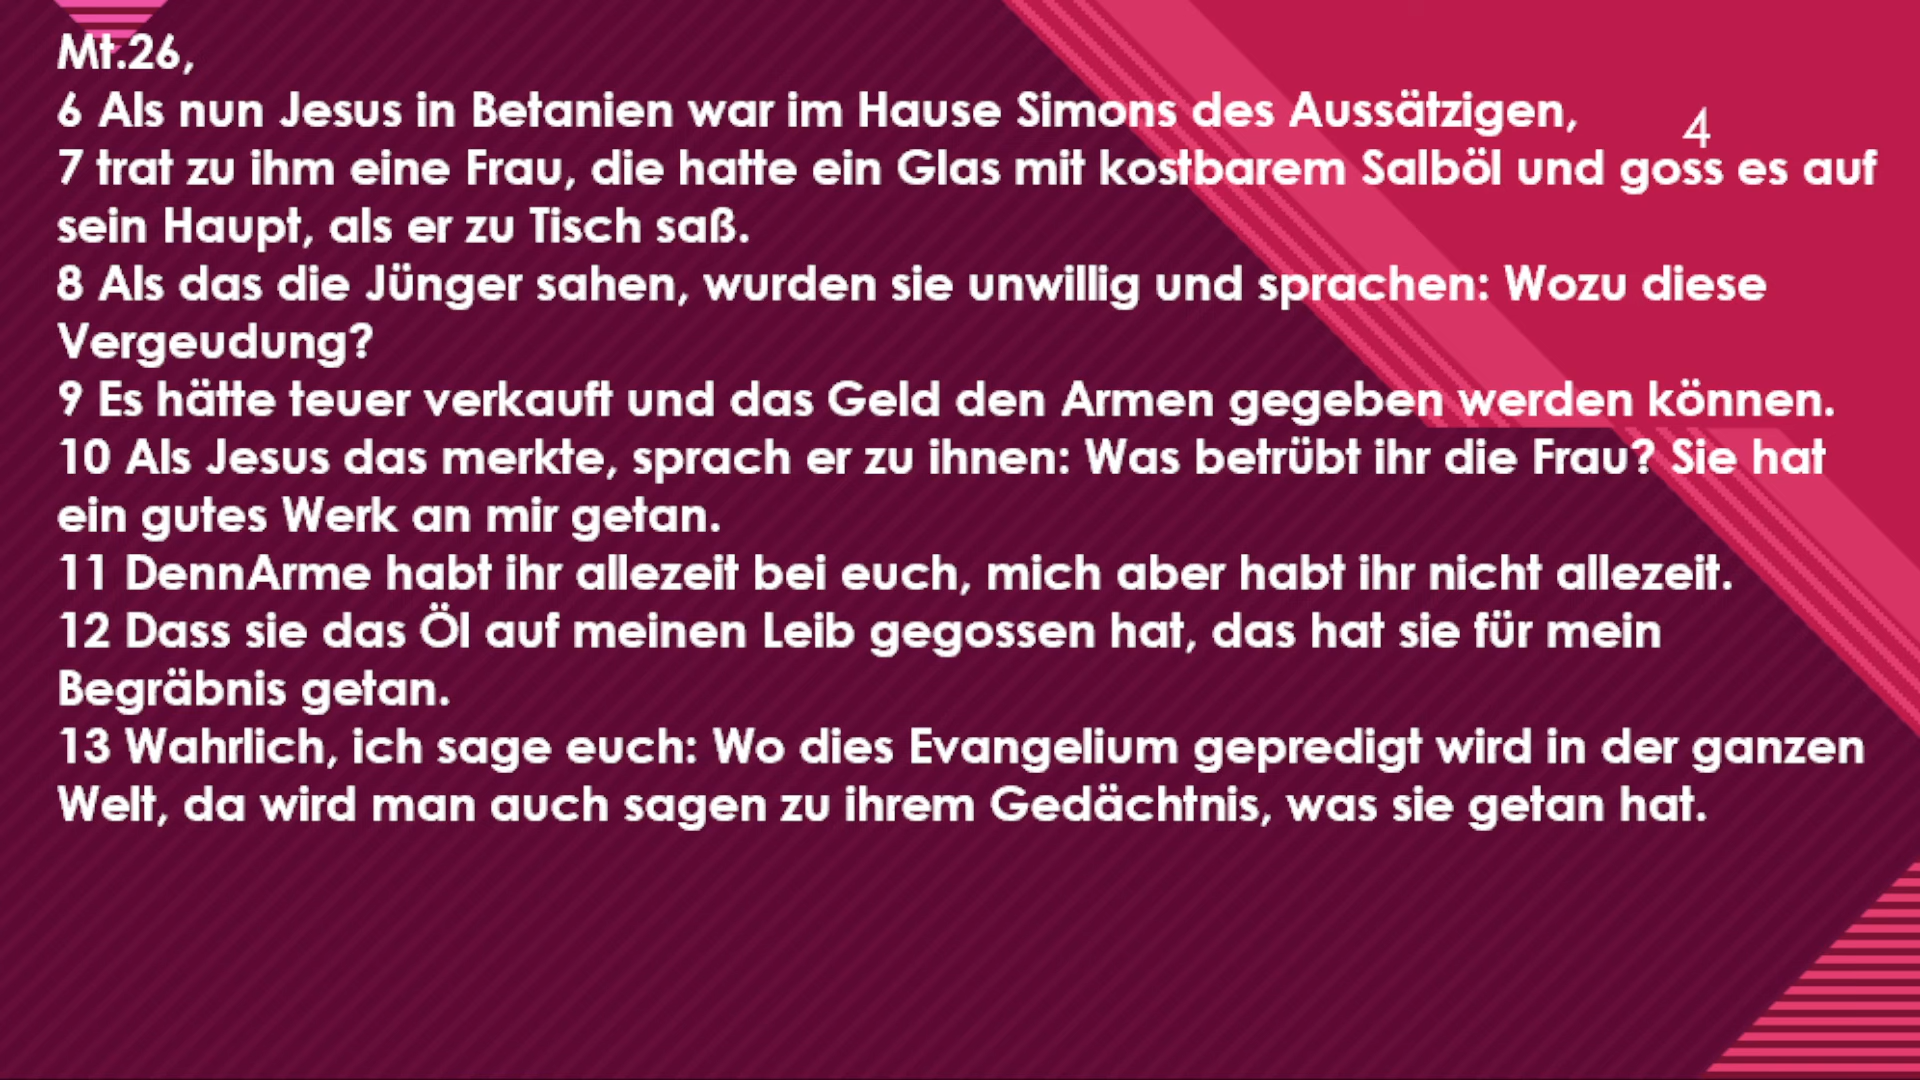 Mt.26,
6 Als nun Jesus in Betanien war im Hause Simons des Aussätzigen,
4
7 trat zu ihm eine Frau, die hatte ein Glas mit kostbarem Salböl und goss es auf
sein Haupt, als er zu Tisch saß.
8 Als das die Jünger sahen, wurden sie unwillig und sprachen: Wozu diese
Vergeudung?
9 Es hätte teuer verkauft und das Geld den Armen gegeben werden können.
10 Als Jesus das merkte, sprach er zu ihnen: Was betrübt ihr die Frau? Sie hat
ein gutes Werk an mir getan.
11 DennArme habt ihr allezeit bei euch, mich aber habt ihr nicht allezeit.
12 Dass sie das Öl auf meinen Leib gegossen hat, das hat sie für mein
Begräbnis getan.
13 Wahrlich, ich sage euch: Wo dies Evangelium gepredigt wird in der ganzen
Welt, da wird man auch sagen zu ihrem Gedächtnis, was sie getan hat.